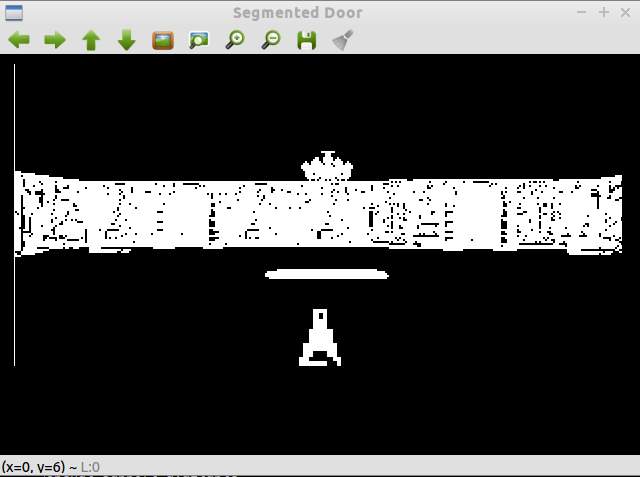 Segmented Door
(x=0, y=6) ~ L:0